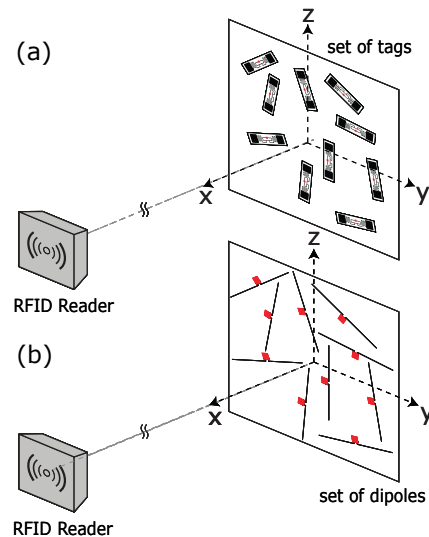 (a)
z
set of tags
x
y
RFID Reader
z
(b)
x
y
set of dipoles
RFID Reader